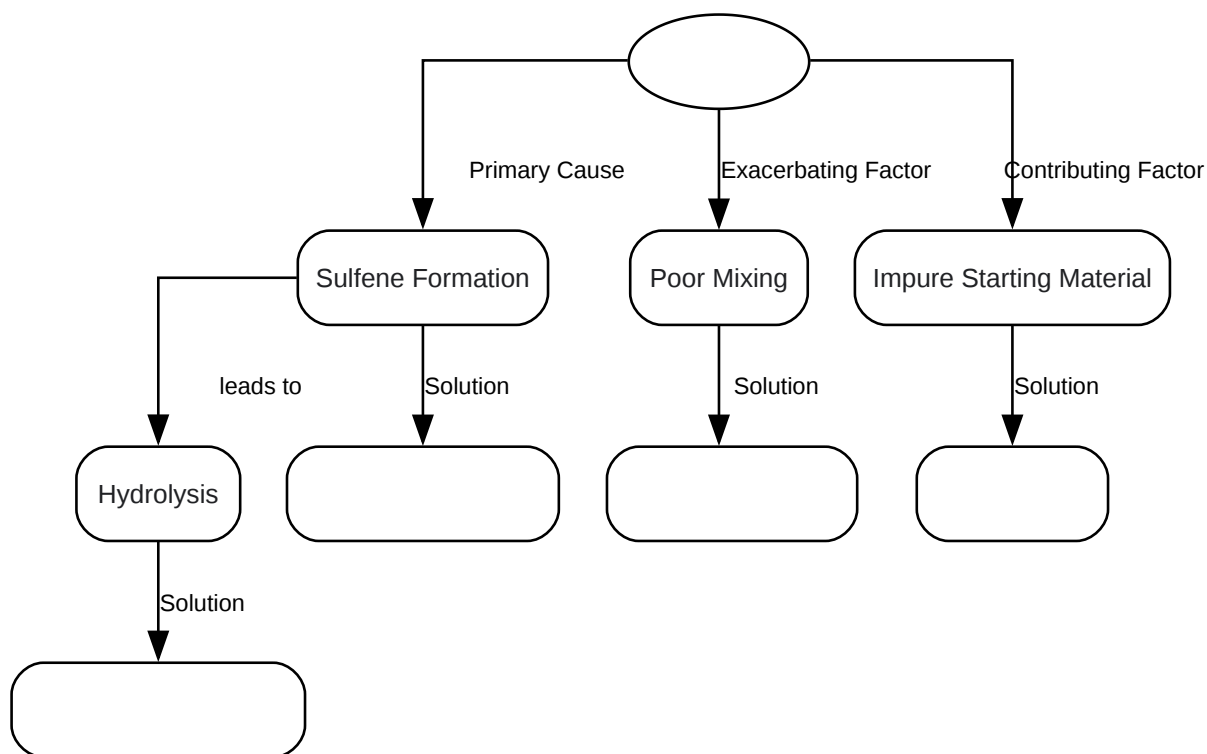 Primary Cause
Exacerbating Factor
Contributing Factor
Sulfene Formation
Poor Mixing
Impure Starting Material
leads to
Solution
Solution
Solution
Hydrolysis
Solution